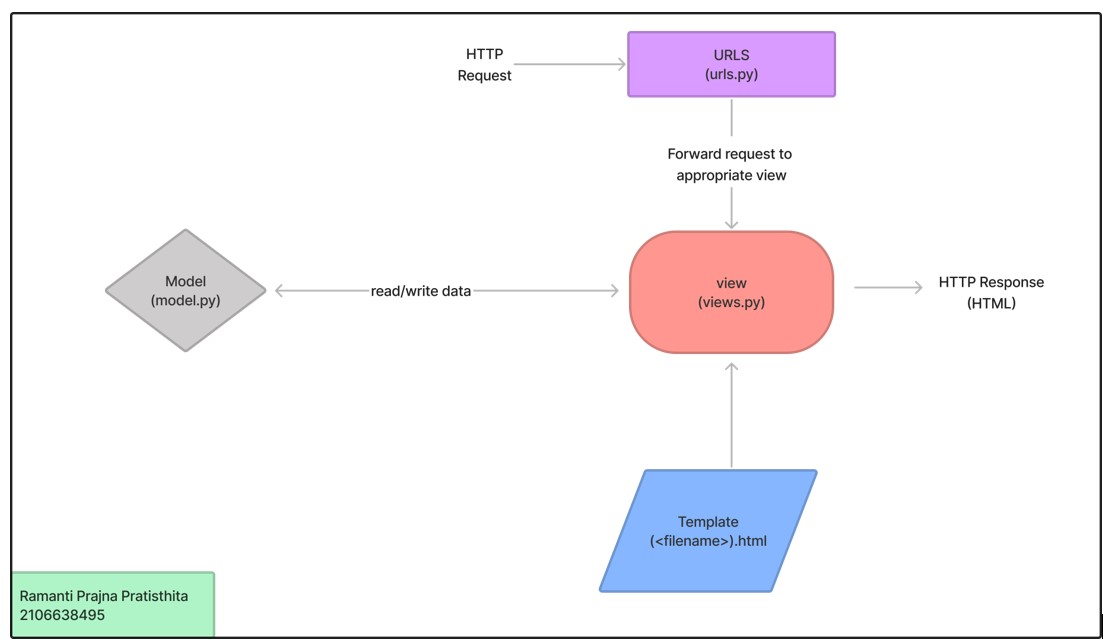 HTTP
Request
URLS
(urls.py)
Forward request to
appropriate view
Model
(model.py)
read/write data
view
(views.py)
HTTP Response
(HTML)
Template
(<filename>).html
Ramanti Prajna Pratisthita
2106638495